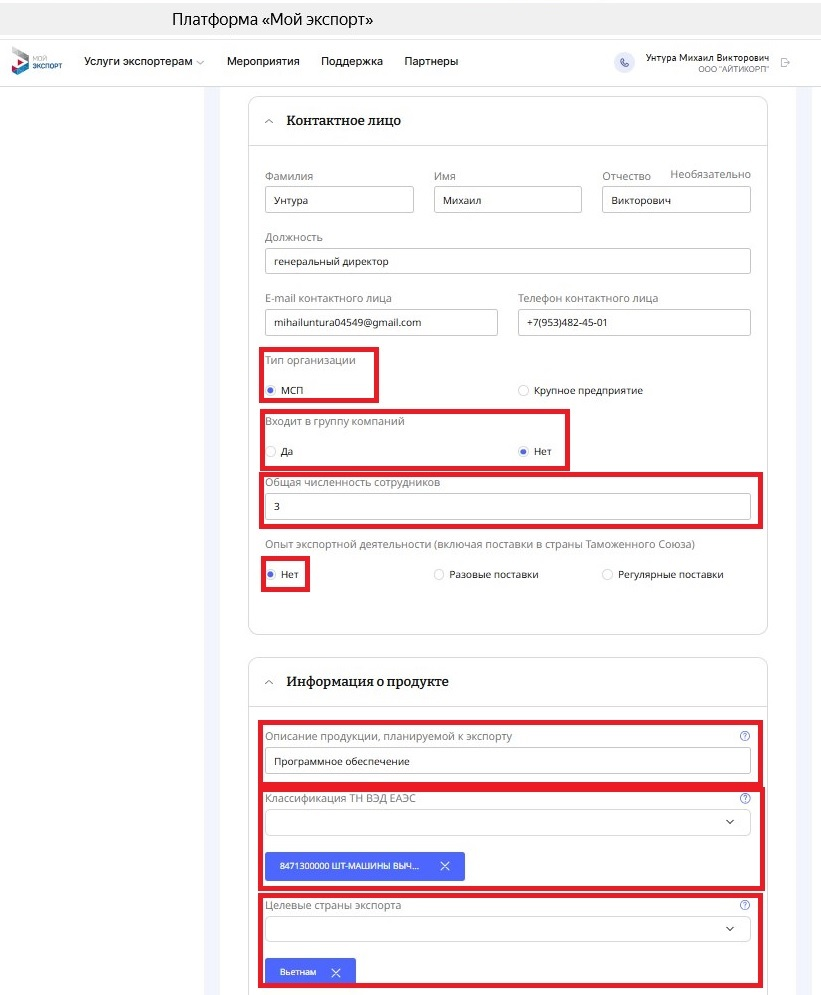 Платформа «Мой экспорт»
МОЙ
ЭКСПОРТ
Услуги экспортерам Мероприятия Поддержка Партнеры
Унтура Михаил Викторович
ООО "АЙТИКОРП"
Контактное лицо
Фамилия Имя Отчество Необязательно
Унтура Михаил Викторович
Должность
генеральный директор
E-mail контактного лица Телефон контактного лица
mihailuntura04549@gmail.com +7(953)482-45-01
Тип организации
МСП Крупное предприятие
Входит в группу компаний
Да Нет
Общая численность сотрудников
3
Опыт экспортной деятельности (включая поставки в страны Таможенного Союза)
Нет Разовые поставки Регулярные поставки
Информация о продукте
Описание продукции, планируемой к экспорту ?
Программное обеспечение
Классификация ТН ВЭД ЕАЭС ?
8471300000 ШТ-МАШИНЫ ВЫЧ...
Целевые страны экспорта ?
Вьетнам